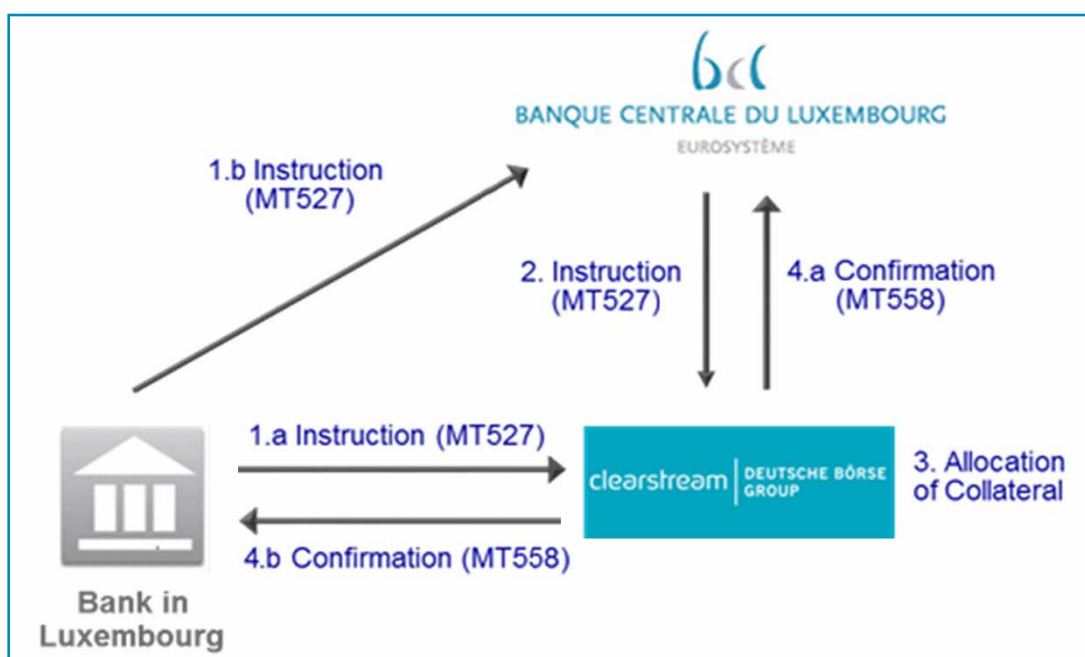 bcl
BANQUE CENTRALE DU LUXEMBOURG
EUROSYSTÈME
1.b Instruction
(MT527)
2. Instruction
(MT527)
4.a Confirmation
(MT558)
1.a Instruction (MT527)
clearstream
DEUTSCHE BÖRSE
GROUP
3. Allocation
of Collateral
4.b Confirmation (MT558)
Bank in
Luxembourg